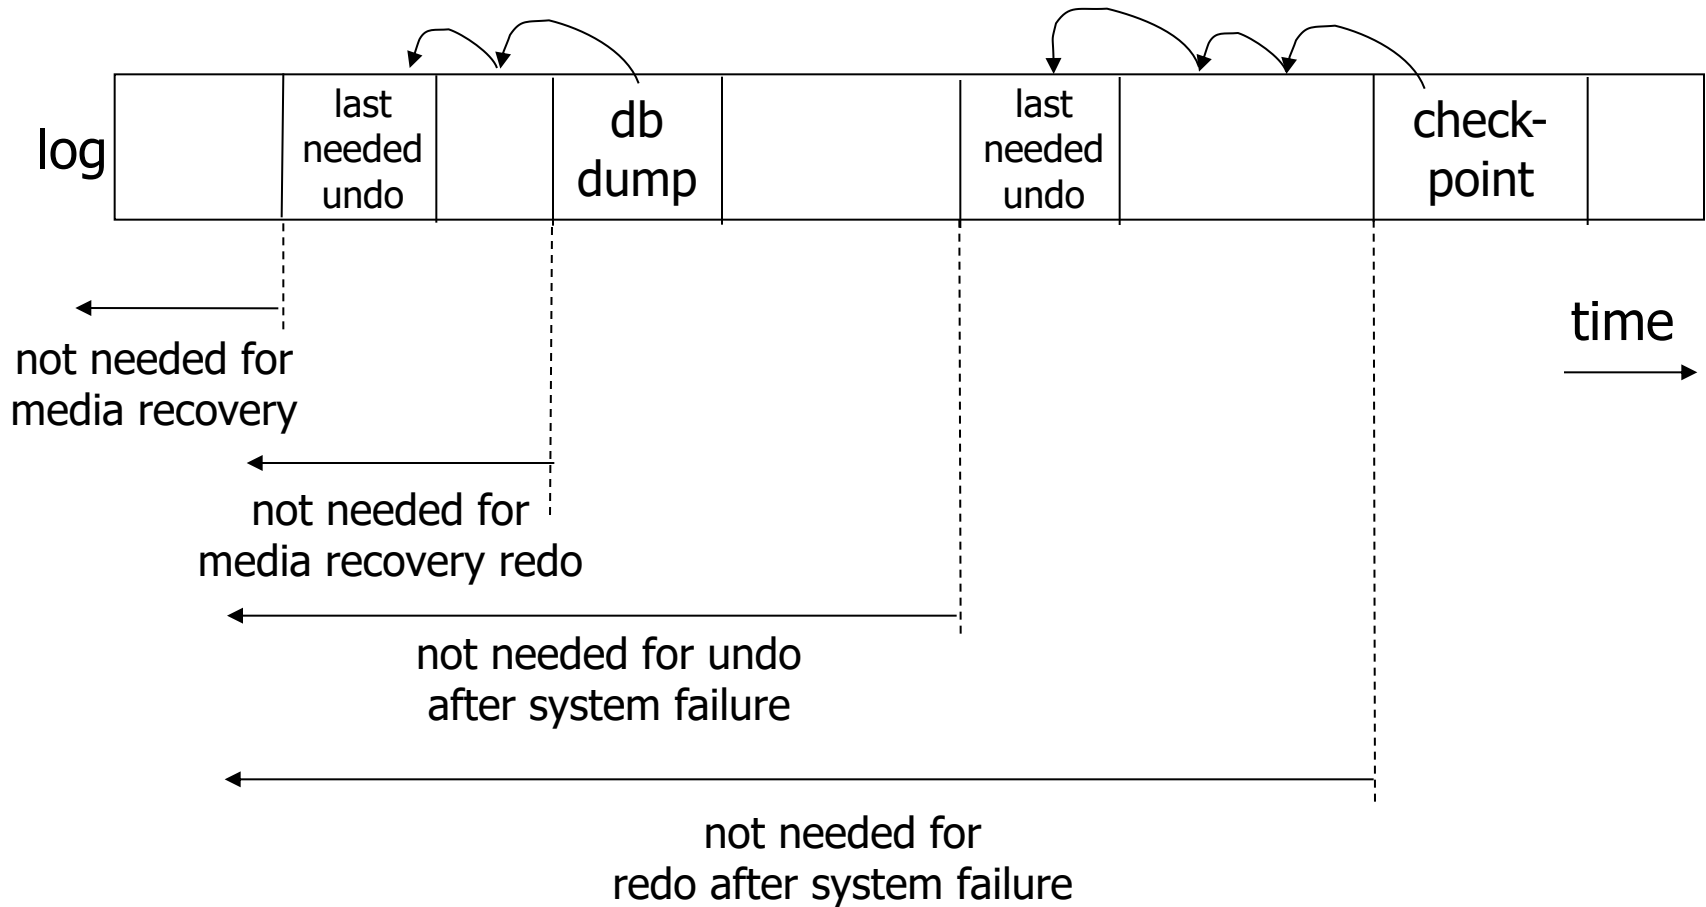 log
last
needed
undo
db
dump
last
needed
undo
check-
point
time
not needed for
media recovery
not needed for
media recovery redo
not needed for undo
after system failure
not needed for
redo after system failure